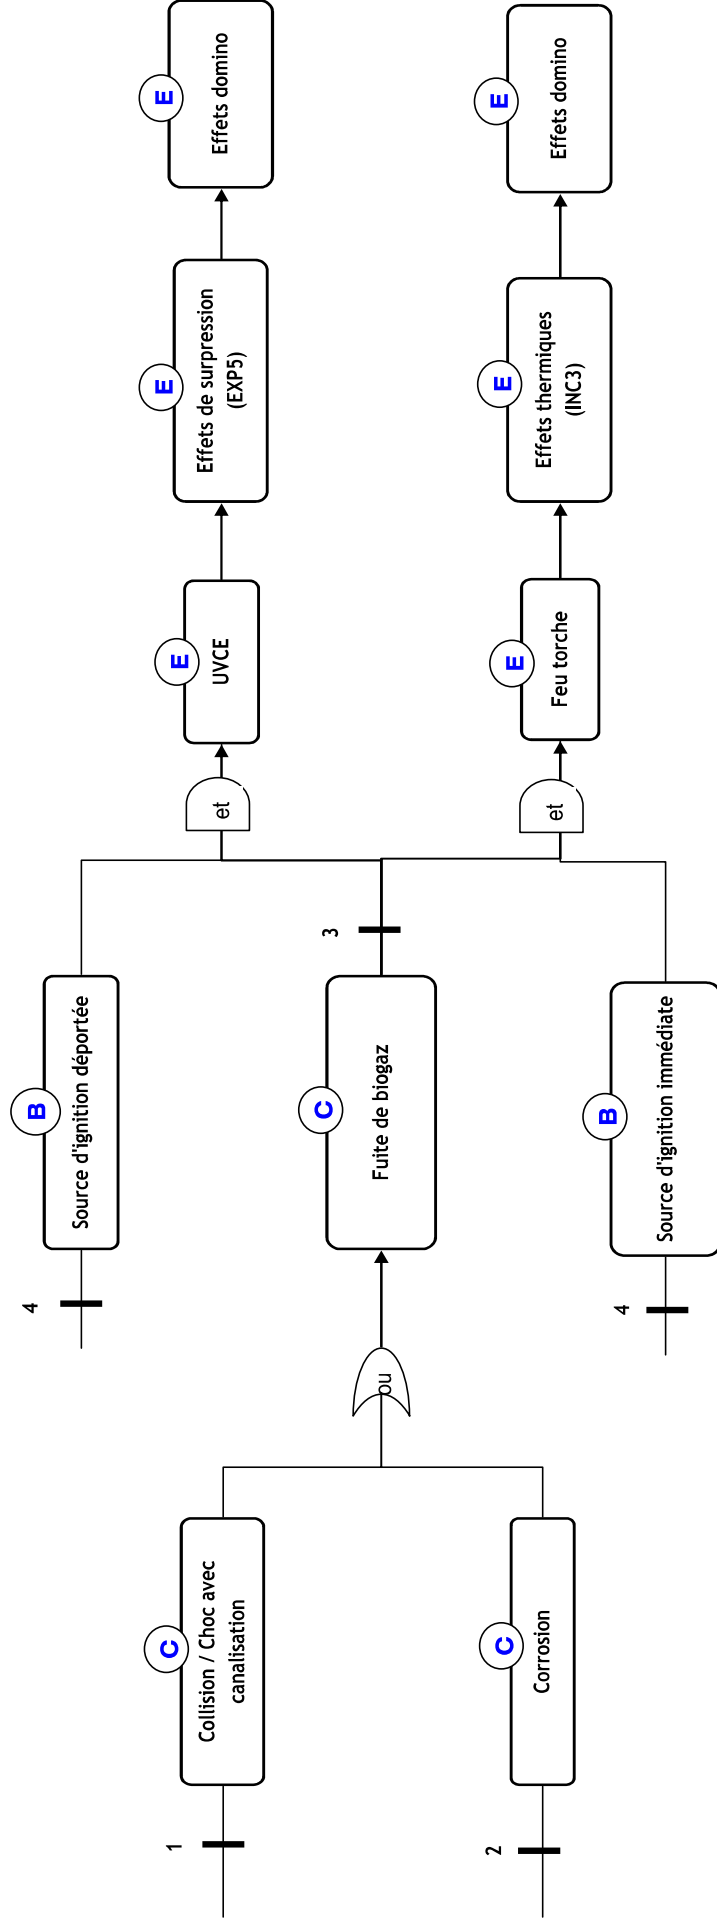 1
C
Collision / Choc avec
canalisation
2
C
Corrosion
ou
4
B
Source d'ignition déportée
C
Fuite de biogaz
3
4
B
Source d'ignition immédiate
et
E
UVCE
E
Effets de surpression
(EXP5)
E
Effets domino
et
E
Feu torche
E
Effets thermiques
(INC3)
E
Effets domino